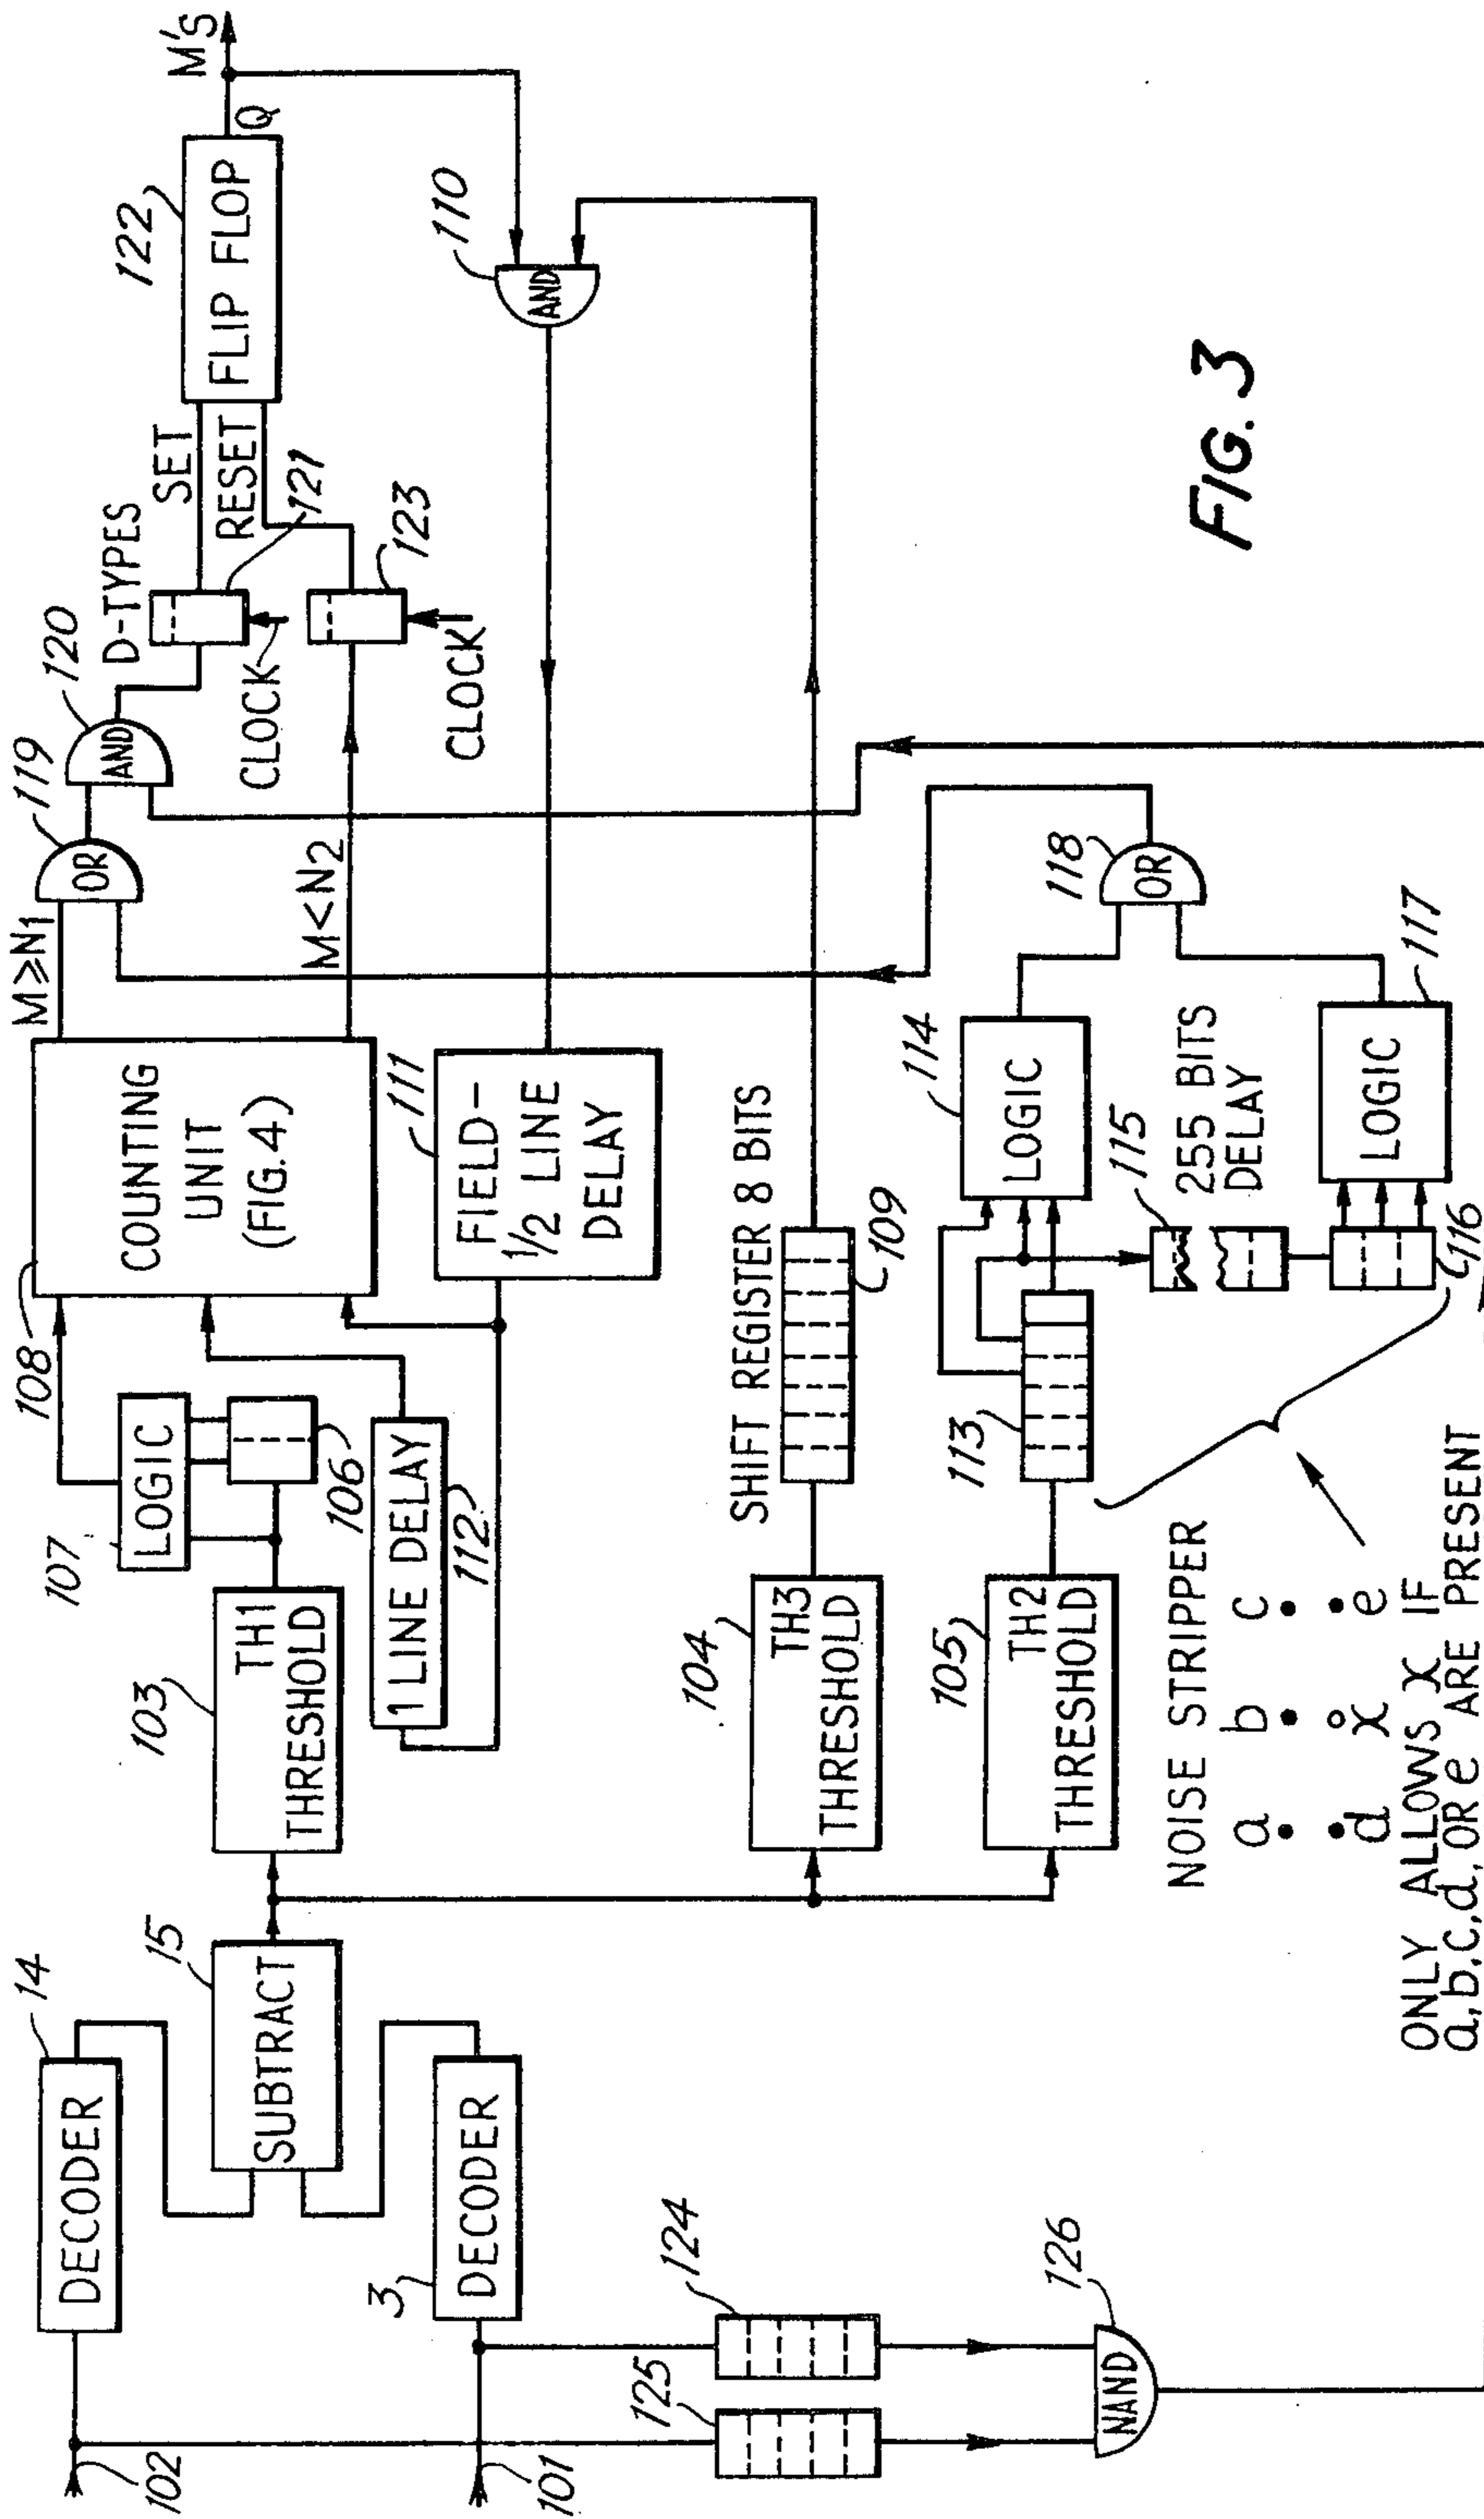 14
DECODER
102
15
SUBTRACT
3
DECODER
101
125
124
NAND
126
103
TH1
THRESHOLD
107
LOGIC
106
1 LINE DELAY
112
108
COUNTING
UNIT
(FIG.4)
M≥N1
M<N2
111
FIELD-
1/2 LINE
DELAY
119
OR
120
AND
D-TYPES
SET
RESET
121
CLOCK
123
CLOCK
122
FLIP FLOP
Q
M'S
110
AND
104
TH3
THRESHOLD
SHIFT REGISTER 8 BITS
109
105
TH2
THRESHOLD
113
114
LOGIC
115
255 BITS
DELAY
116
LOGIC
117
118
OR
NOISE STRIPPER
a b c
d x e
ONLY ALLOWS X IF
a,b,c,d, OR e ARE PRESENT
FIG. 3